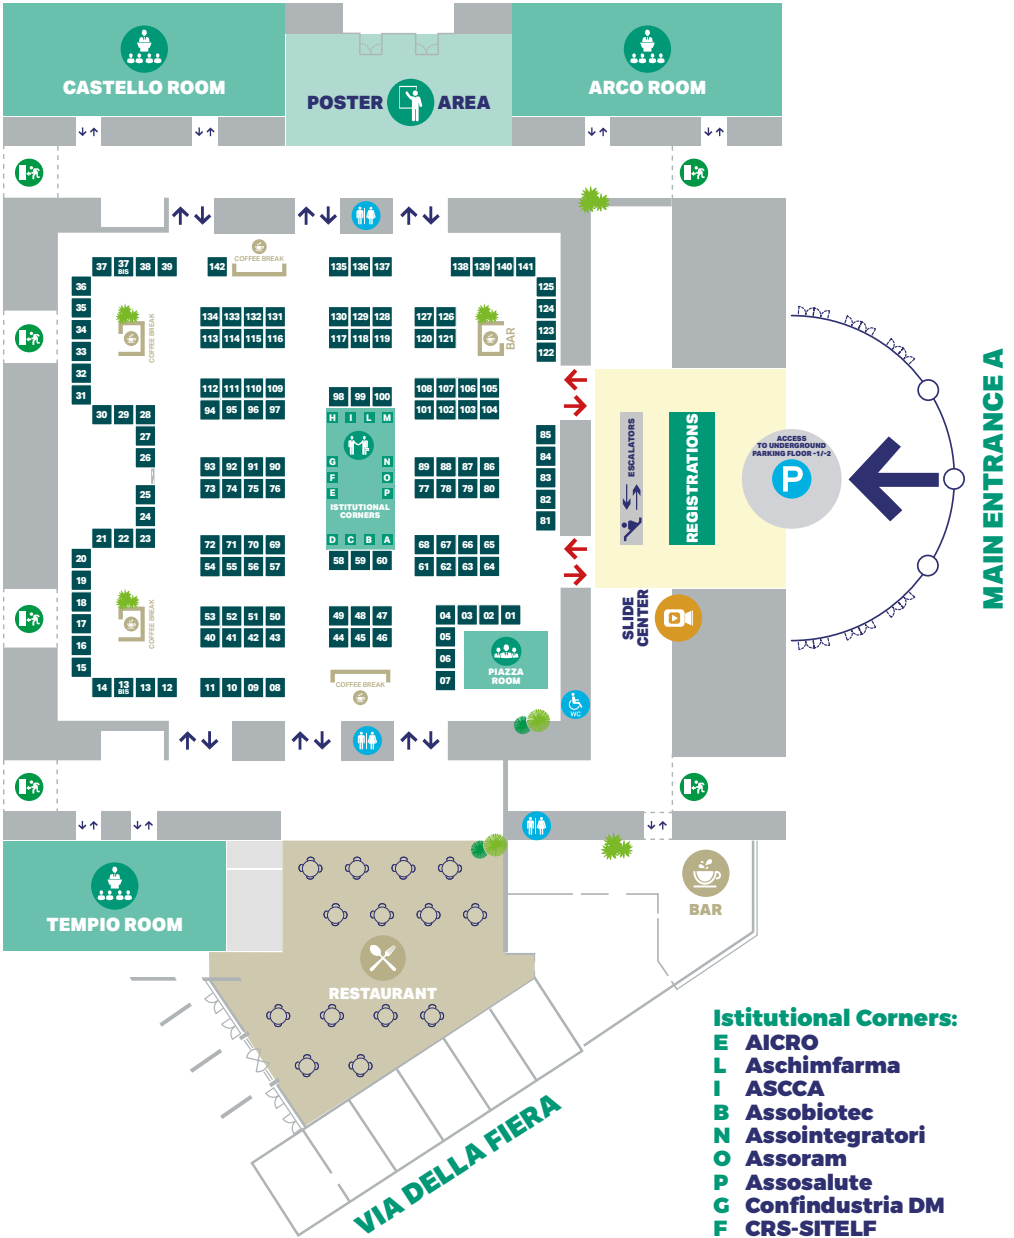 CASTELLO ROOM
POSTER AREA
ARCO ROOM
COFFEE BREAK
37 37 BIS 38 39
142
135 136 137
138 139 140 141
36
35
34
33
32
31
COFFEE BREAK
134 133 132 131
113 114 115 116
130 129 128
117 118 119
127 126
120 121
BAR
125
124
123
122
30 29 28
27
26
25
24
21 22 23
112 111 110 109
94 95 96 97
98 99 100
108 107 106 105
101 102 103 104
H I L M
G N
F O
E P
ISTITUTIONAL
CORNERS
D C B A
93 92 91 90
73 74 75 76
89 88 87 86
77 78 79 80
85
84
83
82
81
ESCALATORS
REGISTRATIONS
ACCESS
TO UNDERGROUND
PARKING FLOOR -1/-2
P
MAIN ENTRANCE A
72 71 70 69
54 55 56 57
58 59 60
68 67 66 65
61 62 63 64
20
19
18
17
16
15
COFFEE BREAK
14 13 BIS 13 12
53 52 51 50
40 41 42 43
49 48 47
44 45 46
04 03 02 01
05
06
07
PIAZZA
ROOM
SLIDE
CENTER
11 10 09 08
COFFEE BREAK
WC
TEMPIO ROOM
RESTAURANT
BAR
VIA DELLA FIERA
Istitutional Corners:
E AICRO
L Aschimfarma
I ASCCA
B Assobiotec
N Assointegratori
O Assoram
P Assosalute
G Confindustria DM
F CRS-SITELF